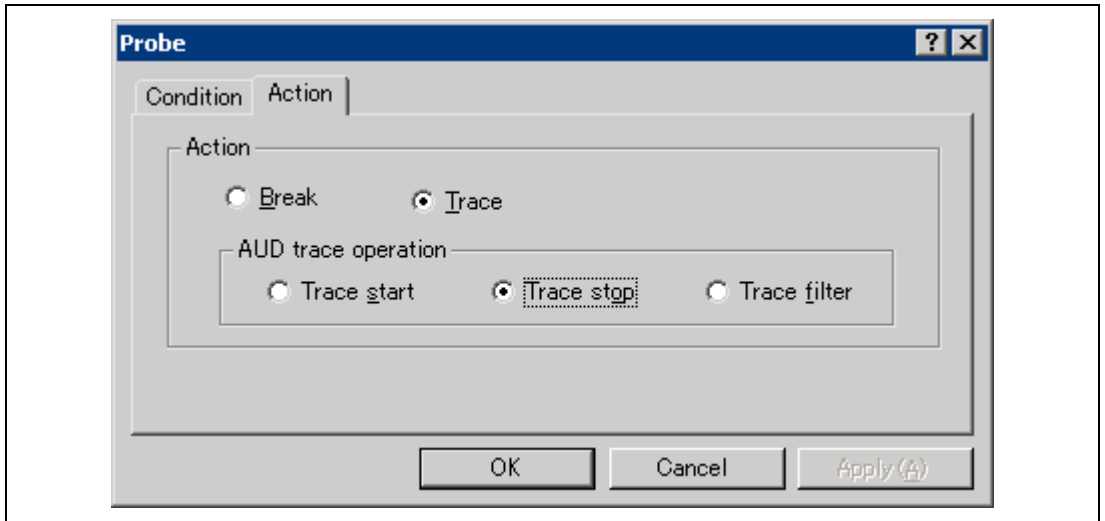 Probe
Condition Action
Action
Break Trace
AUD trace operation
Trace start Trace stop Trace filter
OK Cancel Apply(A)